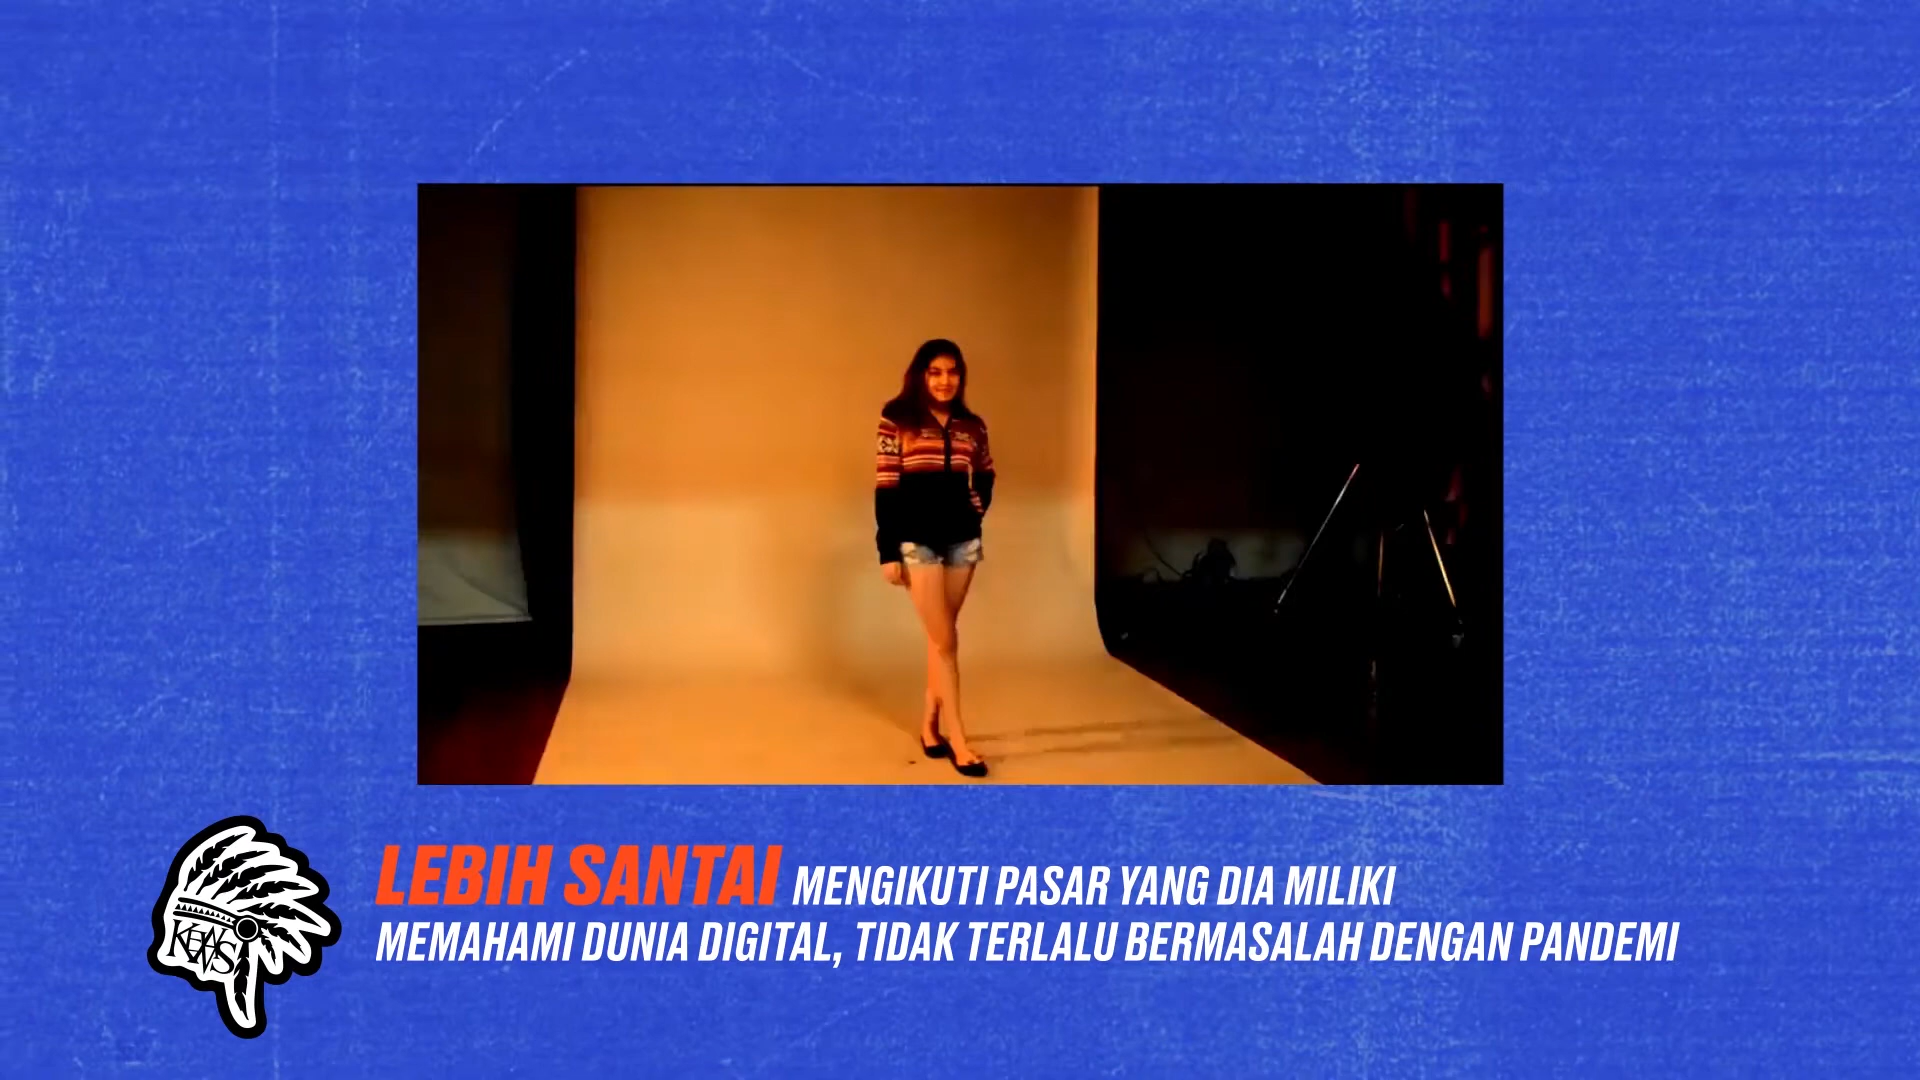 LEBIH SANTAI MENGIKUTI PASAR YANG DIA MILIKI
MEMAHAMI DUNIA DIGITAL, TIDAK TERLALU BERMASALAH DENGAN PANDEMI